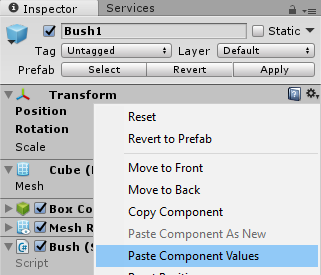 Inspector
Services
Bush1
Static
Tag Untagged Layer Default
Prefab Select Revert Apply
Transform
Position
Rotation
Scale
Cube (
Mesh
Box Co
Mesh R
Bush (S
Script
Reset
Revert to Prefab
Move to Front
Move to Back
Copy Component
Paste Component As New
Paste Component Values